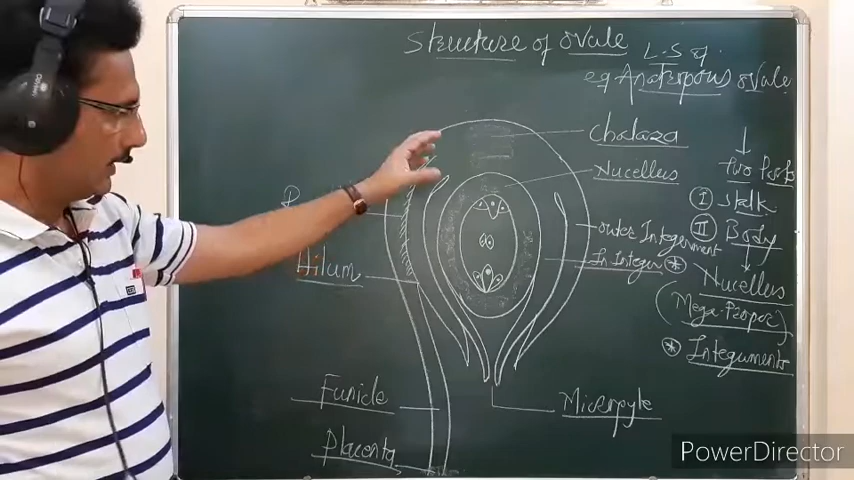 Structure of Ovule
L.S of
eg Anatropous ovule
Chalaza
Nucellus
two Parts
I Stalk
II Body
outer Integument
In Integu
Nucellus
(Mega-
Integuments
Hilum
Funicle
Micropyle
Placenta
PowerDirector